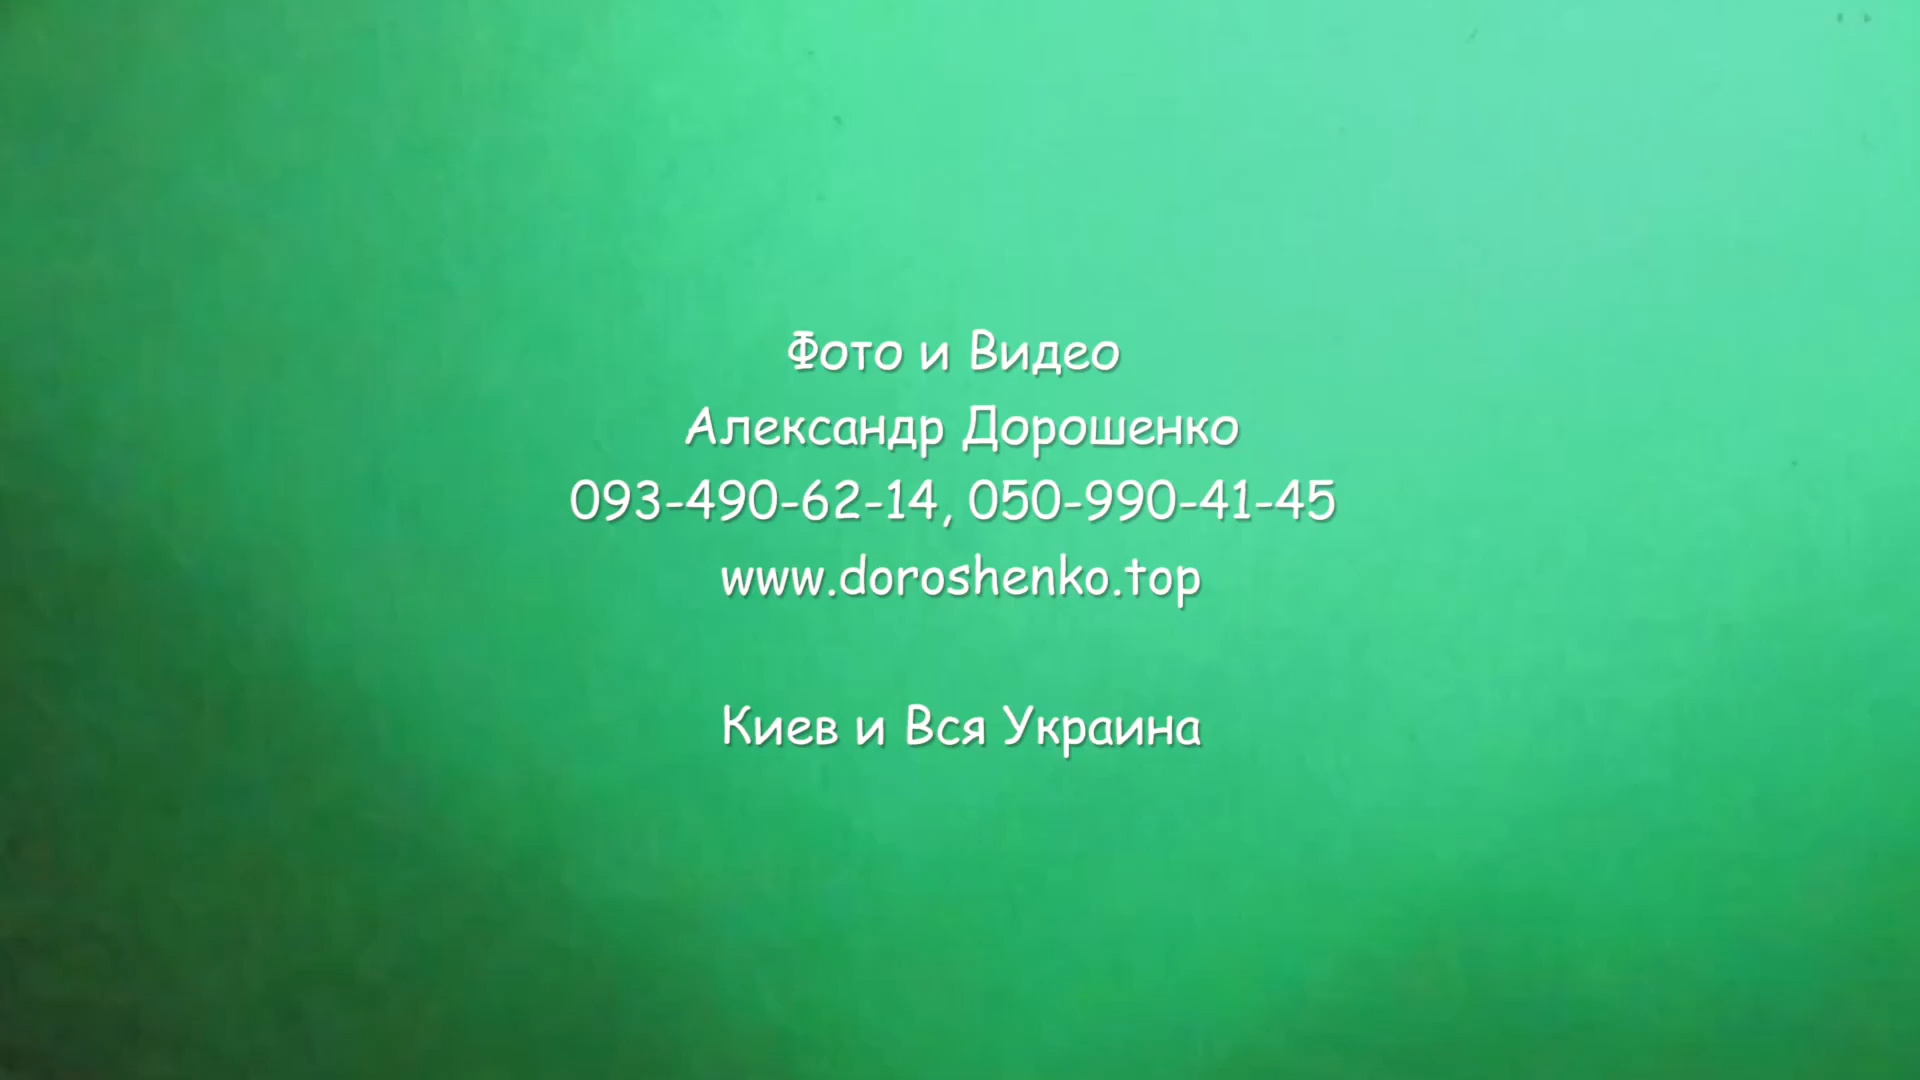 Фото и Видео
Александр Дорошенко
093-490-62-14, 050-990-41-45
www.doroshenko.top
Киев и Вся Украина